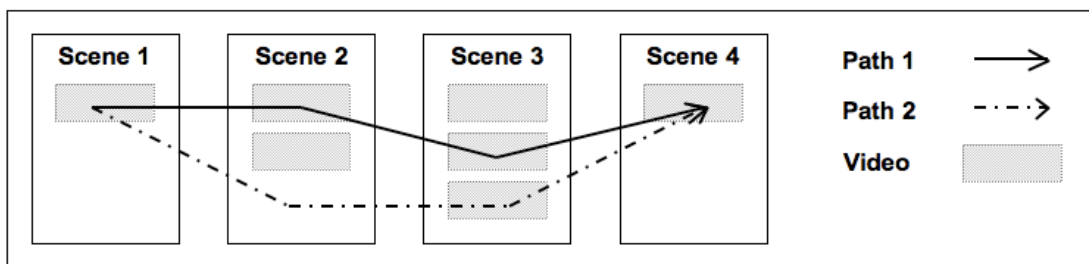 Scene 1
Scene 2
Scene 3
Scene 4
Path 1
Path 2
Video